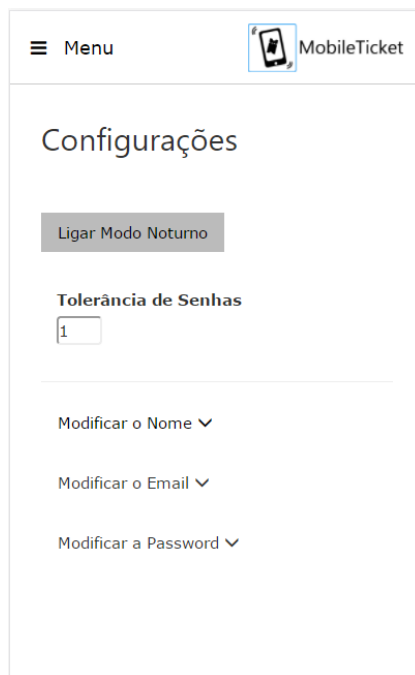 Menu
MobileTicket
Configurações
Ligar Modo Noturno
Tolerância de Senhas
1
Modificar o Nome
Modificar o Email
Modificar a Password